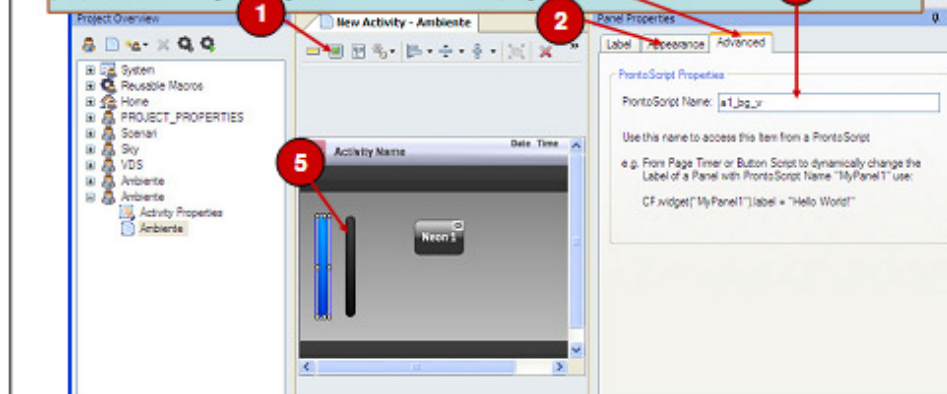 1
2
Project Overview
New Activity - Ambiente
Panel Properties
Label Appearance Advanced
System
Reusable Macros
Home
PROJECT_PROPERTIES
Scenari
Sky
VDS
Ambiente
Ambiente
Activity Properties
Ambiente
5
Activity Name
Date Time
Neon 1
ProntoScript Properties
ProntoScript Name: a1_bg_v
Use this name to access this item from a ProntoScript
e.g. From Page Timer or Button Script to dynamically change the
Label of a Panel with ProntoScript Name "MyPanel1" use:
CF.widget("MyPanel1").label = "Hello World!"